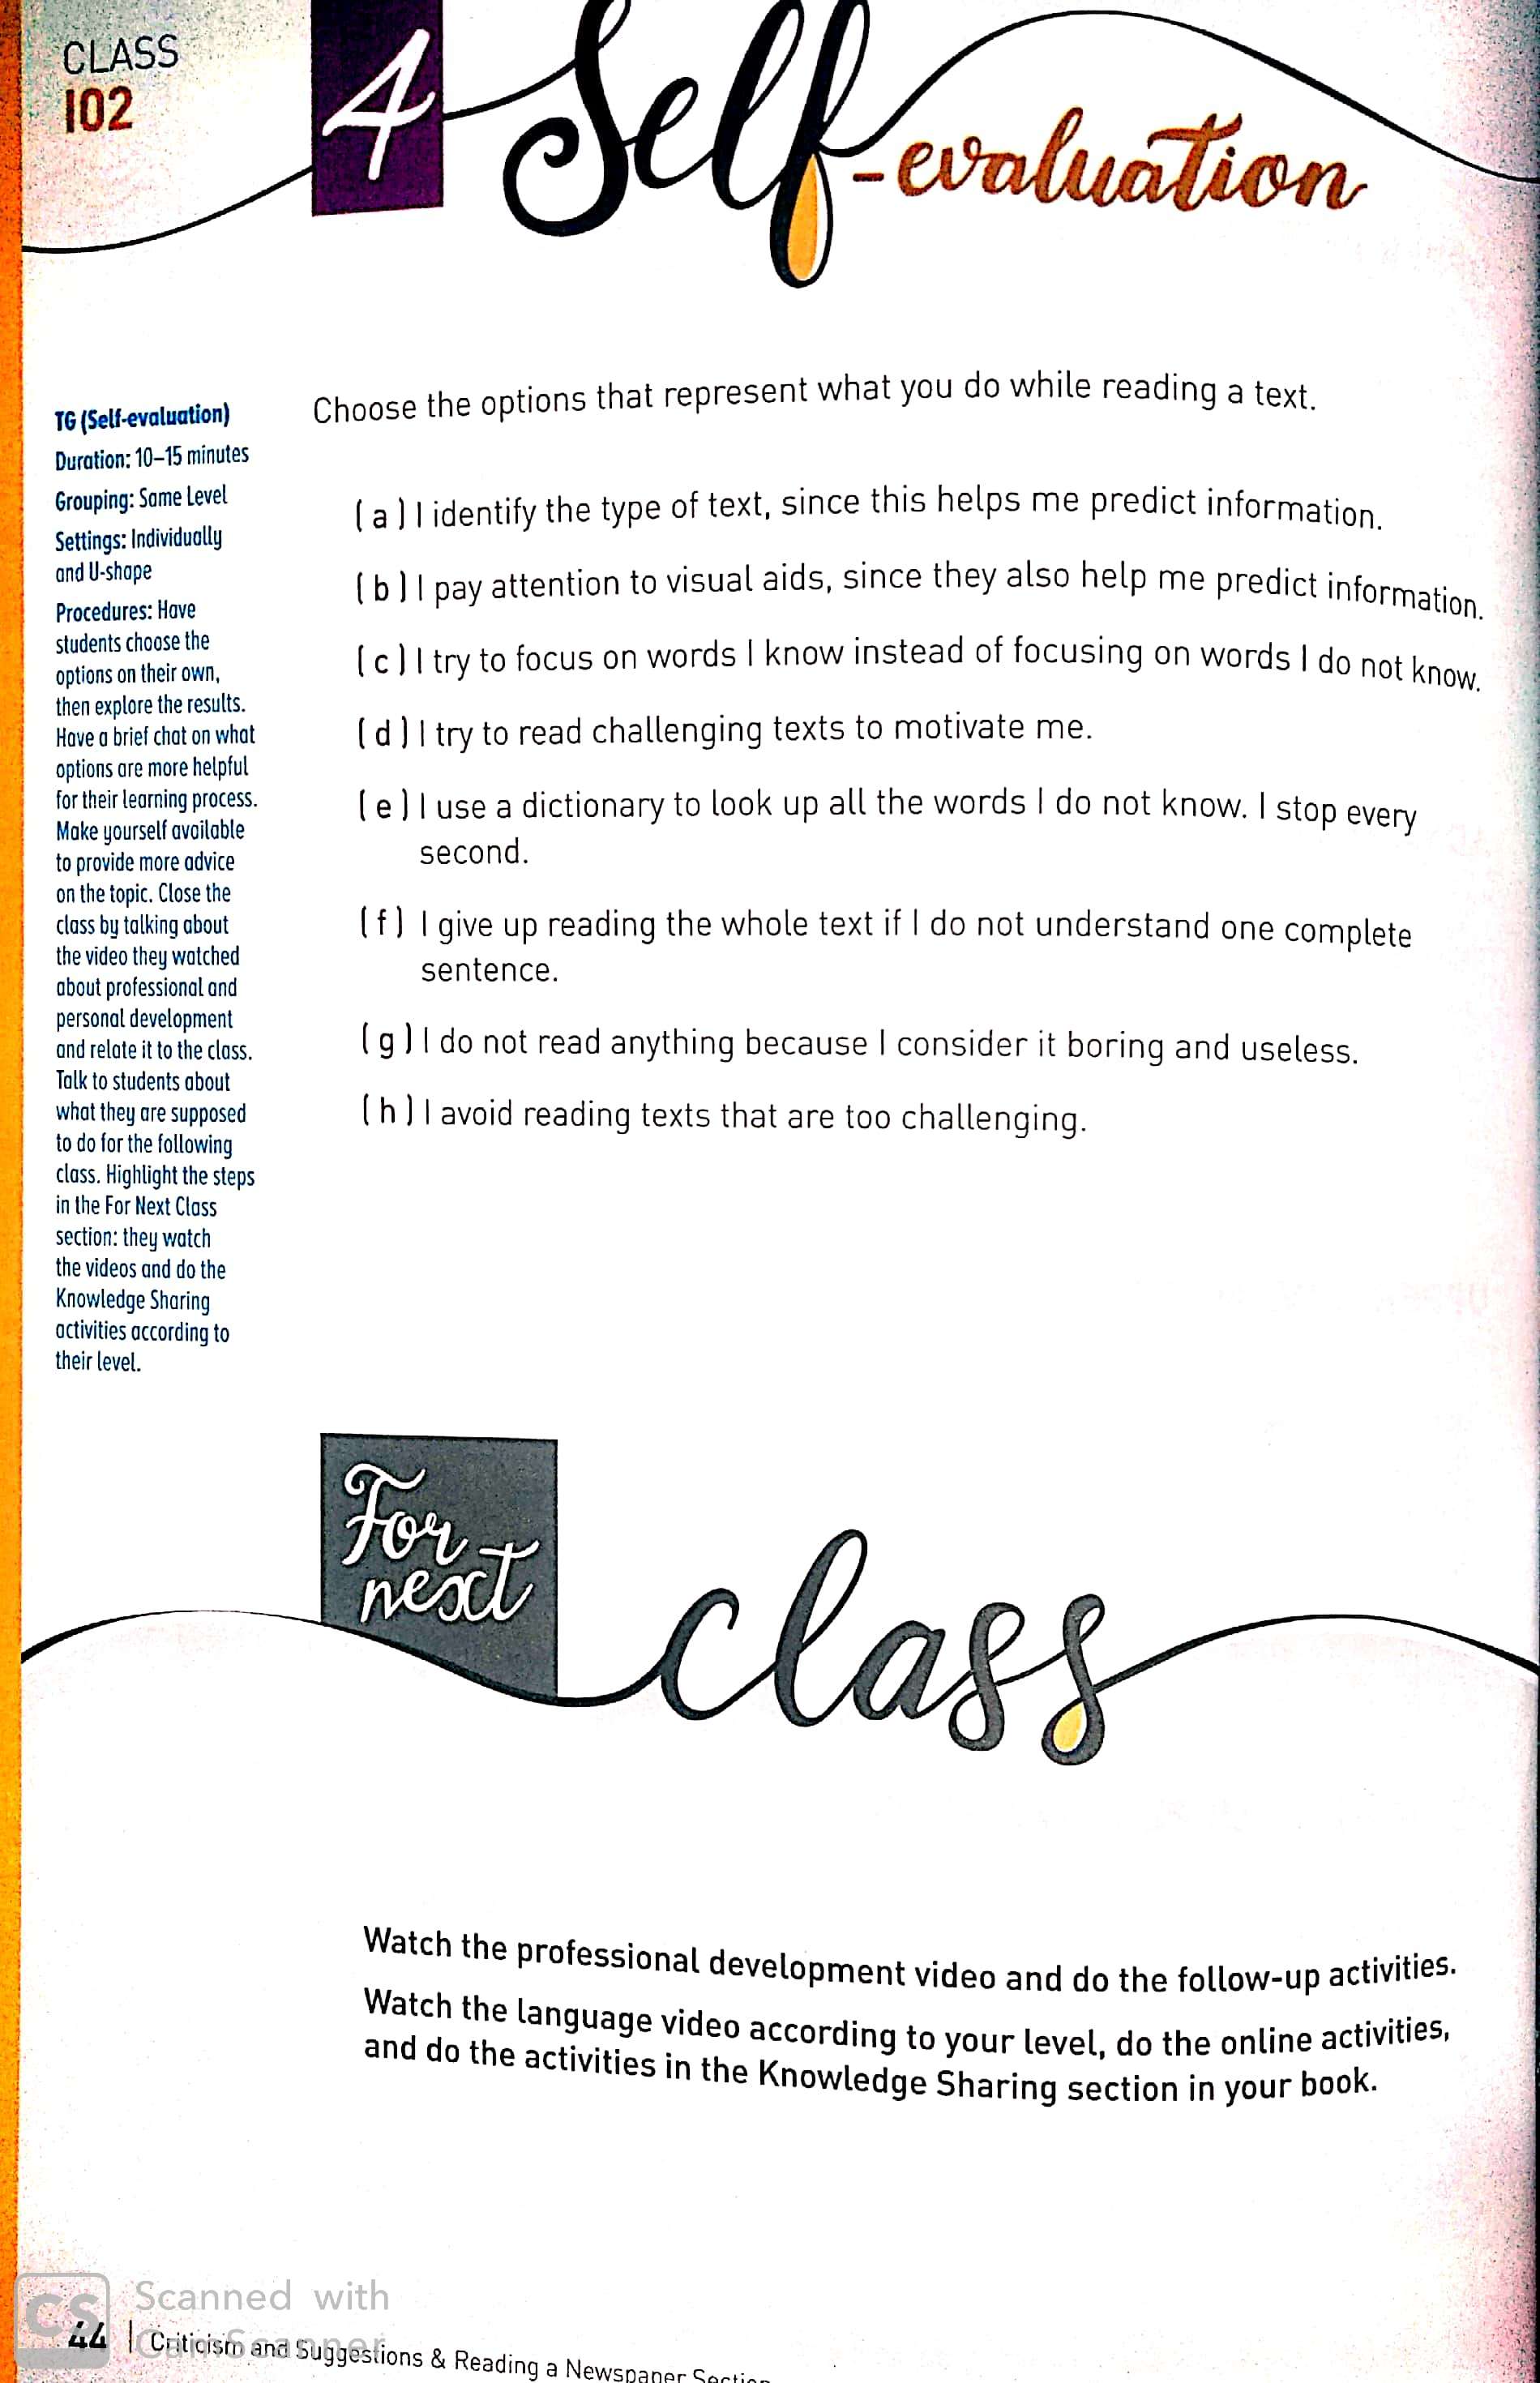 CLASS
102
4 Self-evaluation
TG (Self-evaluation)
Duration: 10–15 minutes
Grouping: Same Level
Settings: Individually
and U-shape
Procedures: Have
students choose the
options on their own,
then explore the results.
Have a brief chat on what
options are more helpful
for their learning process.
Make yourself available
to provide more advice
on the topic. Close the
class by talking about
the video they watched
about professional and
personal development
and relate it to the class.
Talk to students about
what they are supposed
to do for the following
class. Highlight the steps
in the For Next Class
section: they watch
the videos and do the
Knowledge Sharing
activities according to
their level.
Choose the options that represent what you do while reading a text.
( a ) I identify the type of text, since this helps me predict information.
( b ) I pay attention to visual aids, since they also help me predict information.
( c ) I try to focus on words I know instead of focusing on words I do not know.
( d ) I try to read challenging texts to motivate me.
( e ) I use a dictionary to look up all the words I do not know. I stop every
second.
( f ) I give up reading the whole text if I do not understand one complete
sentence.
( g ) I do not read anything because I consider it boring and useless.
( h ) I avoid reading texts that are too challenging.
For
next
class
Watch the professional development video and do the follow-up activities.
Watch the language video according to your level, do the online activities,
and do the activities in the Knowledge Sharing section in your book.
CS
Scanned with
CamScanner
44 | Criticism and Suggestions & Reading a Newspaper Section